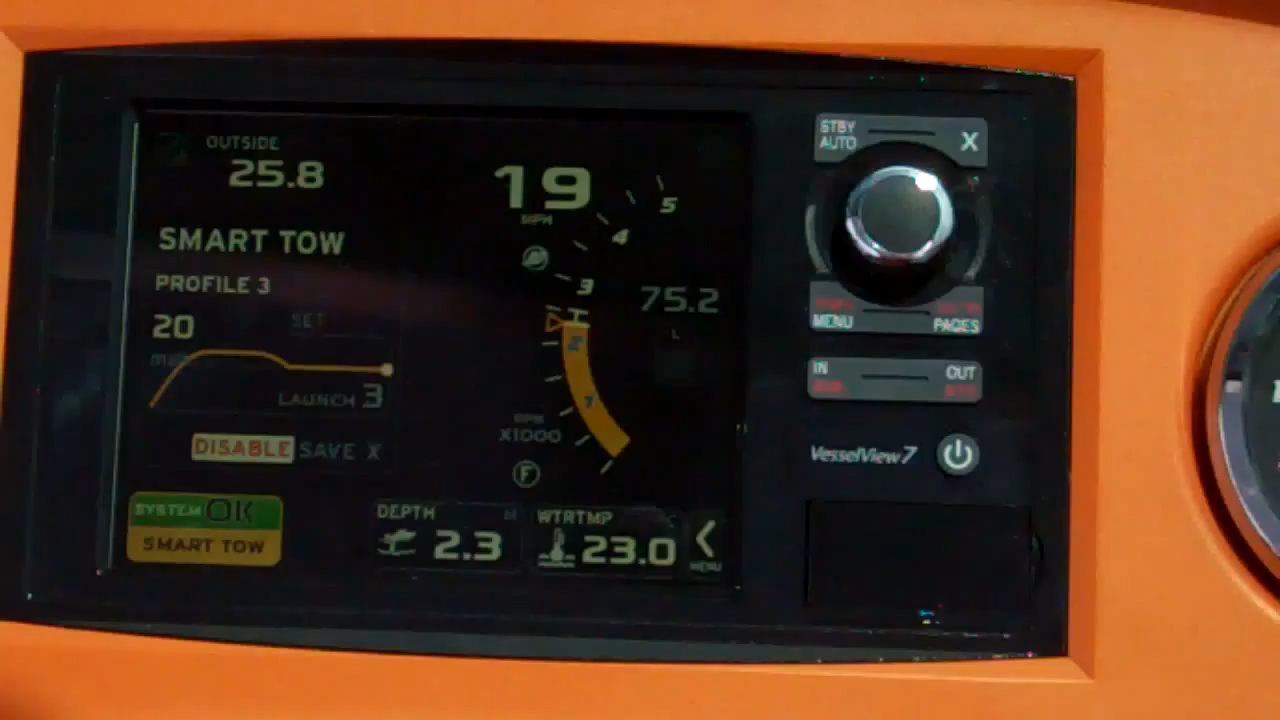 OUTSIDE
25.8
SMART TOW
PROFILE 3
20
SET
LAUNCH 3
DISABLE SAVE X
SYSTEM OK
SMART TOW
19
MPH
5
4
3
2
1
75.2
L
RPM
X1000
F
DEPTH
2.3
WTRTMP
23.0
MENU
STBY
AUTO
X
MENU
PAGES
IN
OUT
VesselView 7